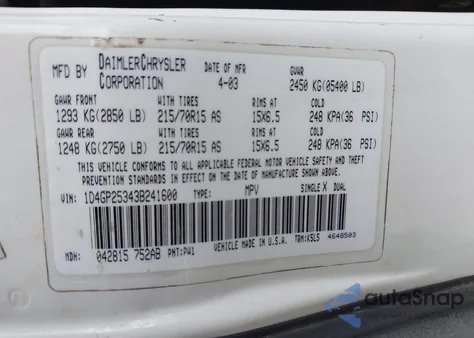 MFD BY DAIMLERCHRYSLER CORPORATION DATE OF MFR 4-03 GVWR 2450 KG(05400 LB)
GAWR FRONT WITH TIRES RIMS AT COLD
1293 KG(2850 LB) 215/70R15 AS 15X6.5 248 KPA(36 PSI)
GAWR REAR WITH TIRES RIMS AT COLD
1248 KG(2750 LB) 215/70R15 AS 15X6.5 248 KPA(36 PSI)
THIS VEHICLE CONFORMS TO ALL APPLICABLE FEDERAL MOTOR VEHICLE SAFETY AND THEFT
PREVENTION STANDARDS IN EFFECT ON THE DATE OF MANUFACTURE SHOWN ABOVE.
VIN: 1D4GP25343B241600 TYPE: MPV SINGLE X DUAL
MDH: 042815 752AB PNT:PW1 MADE IN U.S.A. TRM:K5L5 4648503
autoSnap